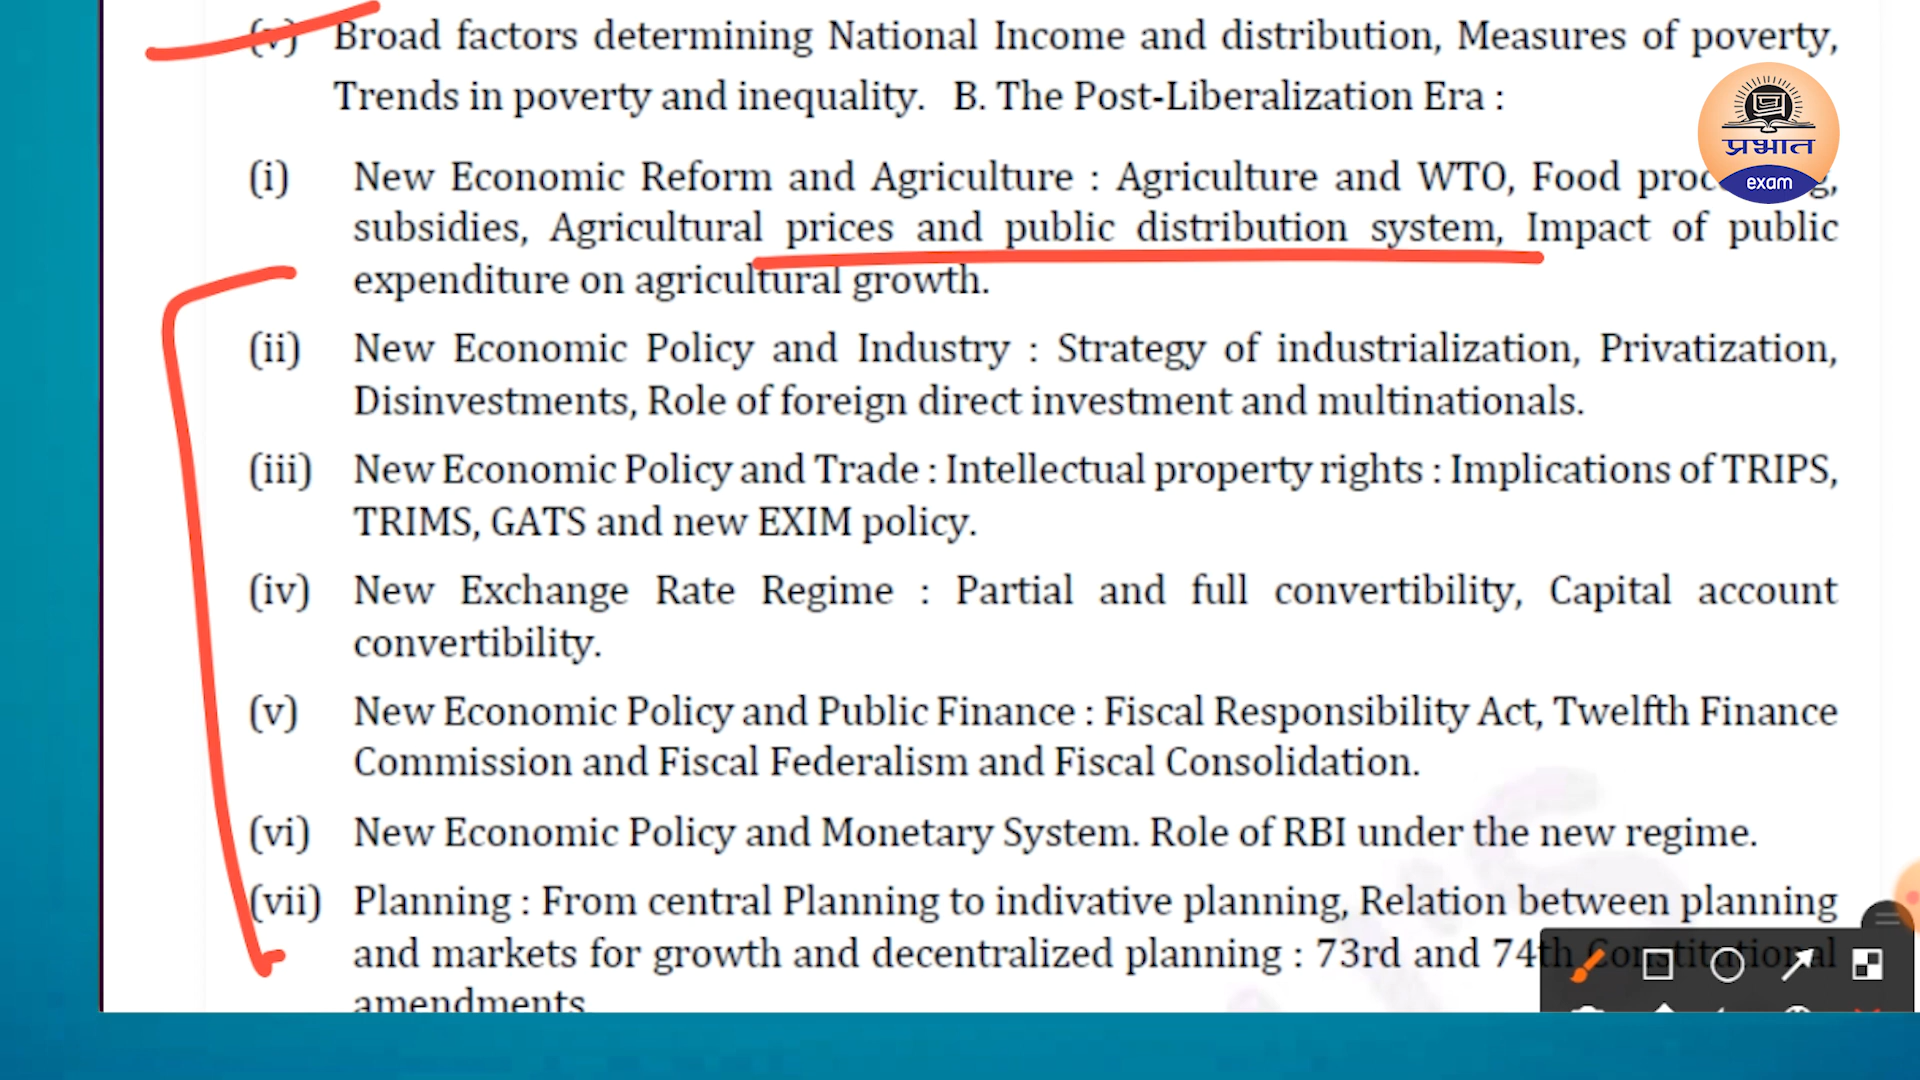 (v) Broad factors determining National Income and distribution, Measures of poverty,
Trends in poverty and inequality. B. The Post-Liberalization Era :
प्रभात
exam
(i) New Economic Reform and Agriculture : Agriculture and WTO, Food
subsidies, Agricultural prices and public distribution system, Impact of public
expenditure on agricultural growth.
(ii) New Economic Policy and Industry : Strategy of industrialization, Privatization,
Disinvestments, Role of foreign direct investment and multinationals.
(iii) New Economic Policy and Trade : Intellectual property rights : Implications of TRIPS,
TRIMS, GATS and new EXIM policy.
(iv) New Exchange Rate Regime : Partial and full convertibility, Capital account
convertibility.
(v) New Economic Policy and Public Finance : Fiscal Responsibility Act, Twelfth Finance
Commission and Fiscal Federalism and Fiscal Consolidation.
(vi) New Economic Policy and Monetary System. Role of RBI under the new regime.
(vii) Planning : From central Planning to indivative planning, Relation between planning
and markets for growth and decentralized planning : 73rd and 74th Constitutional
amendments